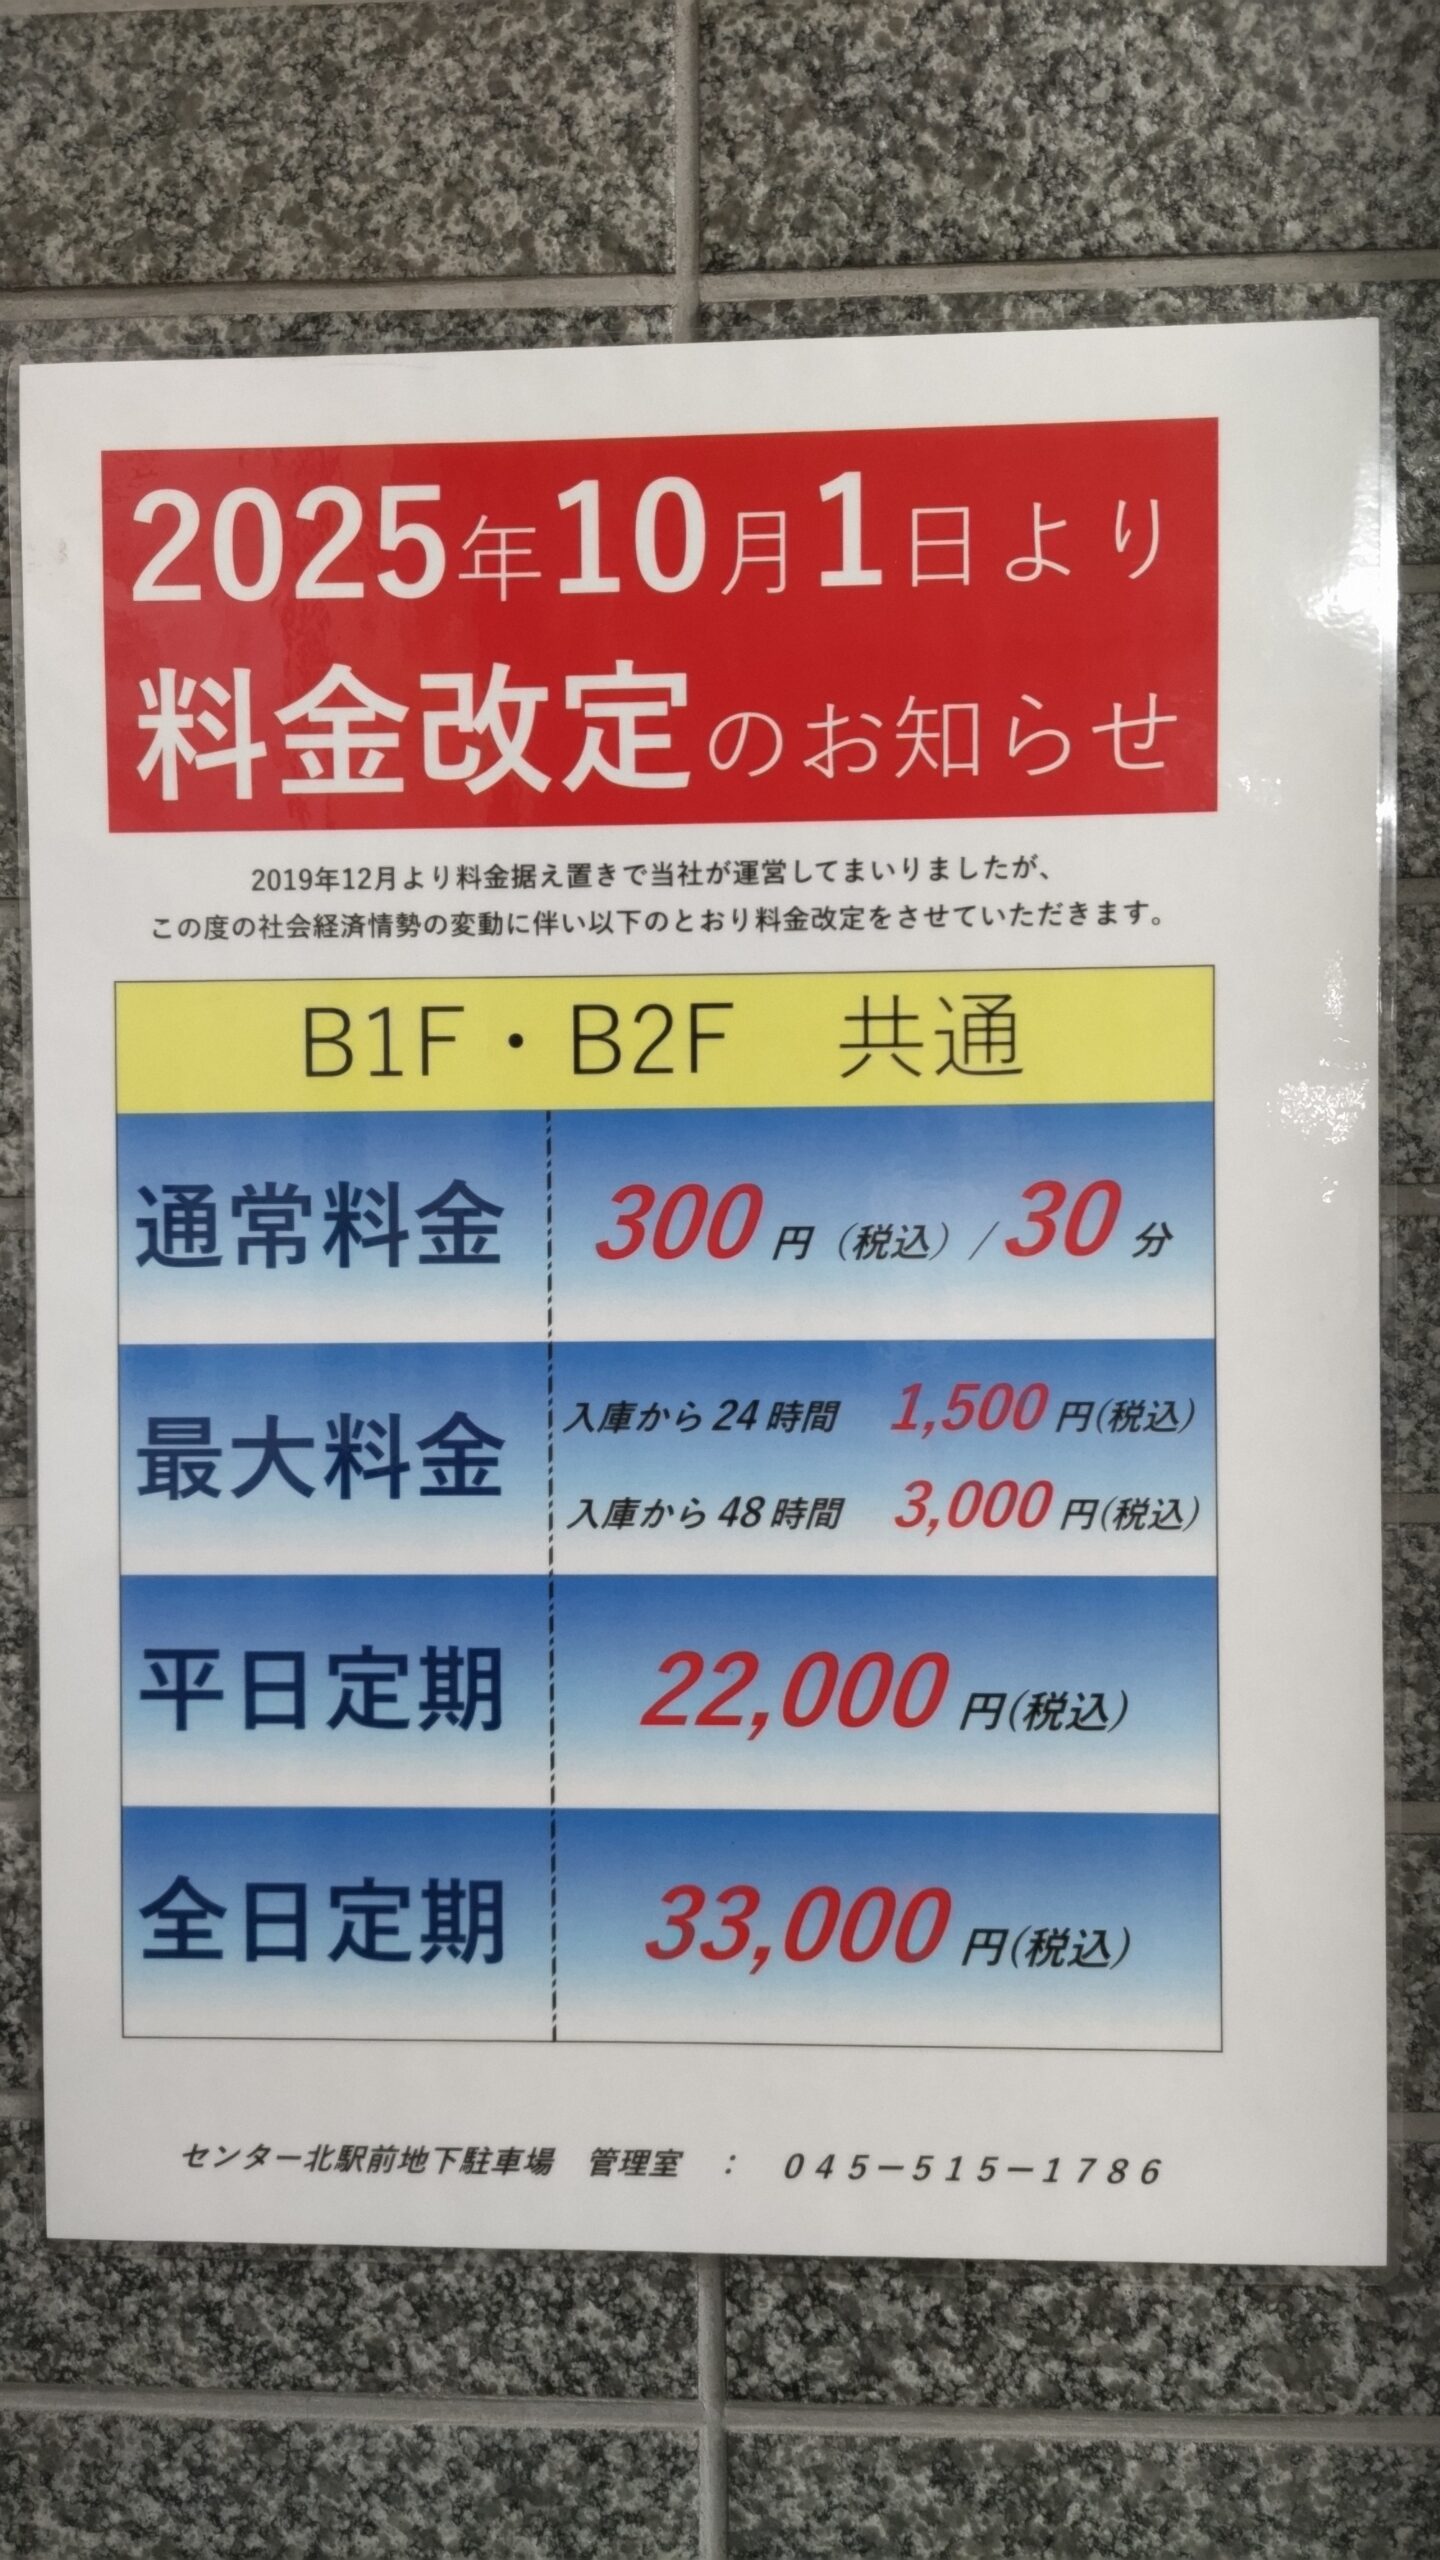 2025年10月1日より
料金改定のお知らせ
2019年12月より料金据え置きで当社が運営してまいりましたが、
この度の社会経済情勢の変動に伴い以下のとおり料金改定をさせていただきます。
B1F・B2F　共通
通常料金　300円（税込）/30分
最大料金　入庫から24時間　1,500円(税込)
入庫から48時間　3,000円(税込)
平日定期　22,000円(税込)
全日定期　33,000円(税込)
センター北駅前地下駐車場　管理室　：　０４５－５１５－１７８６